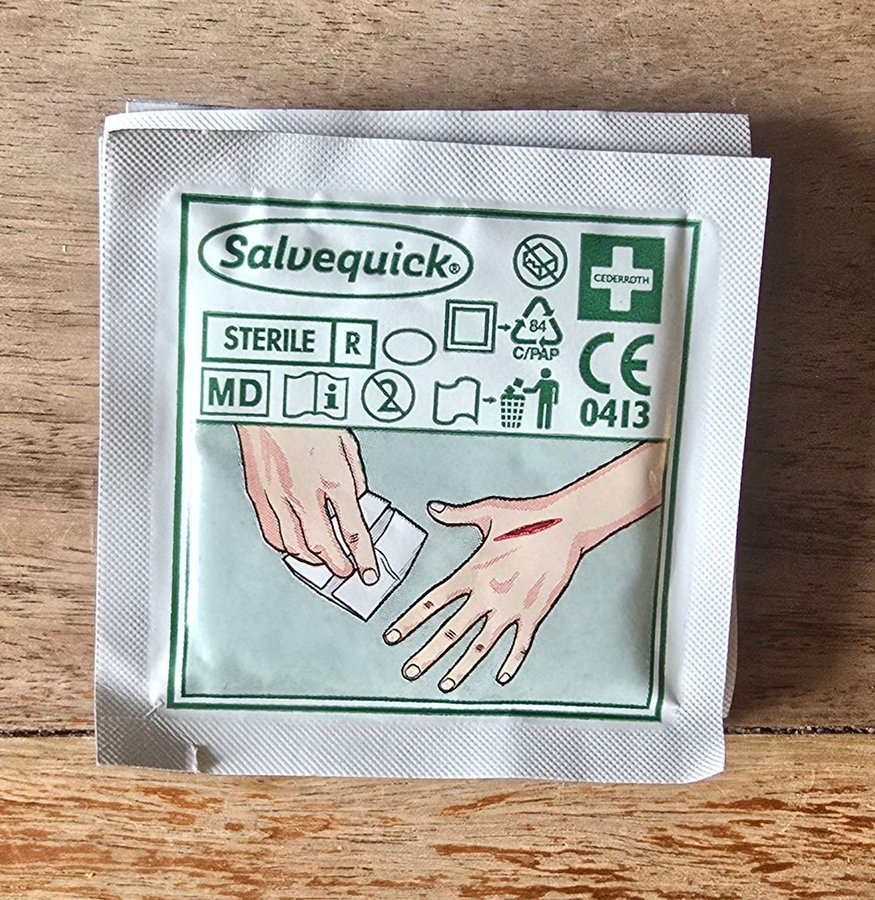 Salvequick®
CEDERROTH
STERILE R
84
C/PAP
CE
MD i 2
0413